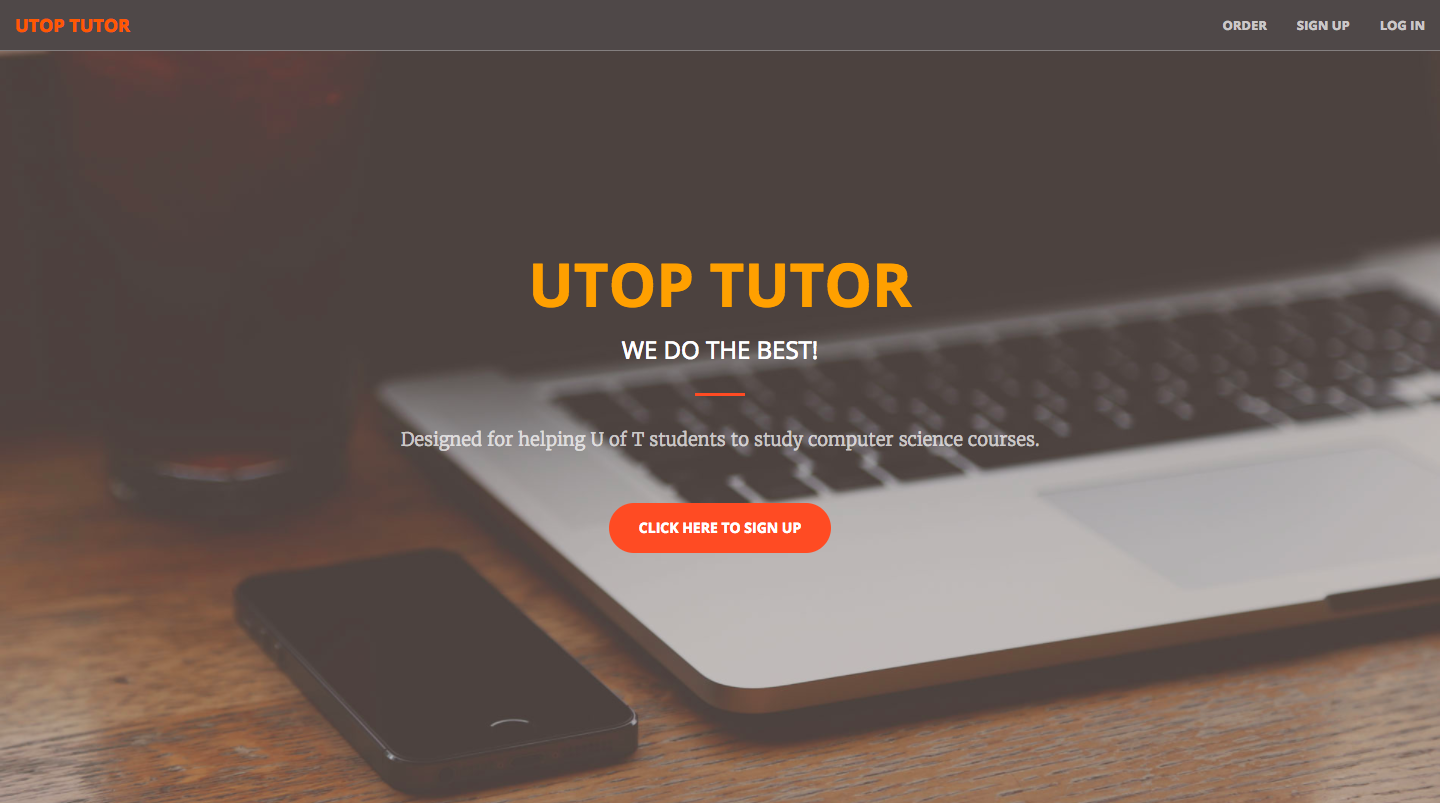 UTOP TUTOR
ORDER SIGN UP LOG IN
UTOP TUTOR
WE DO THE BEST!
Designed for helping U of T students to study computer science courses.
CLICK HERE TO SIGN UP